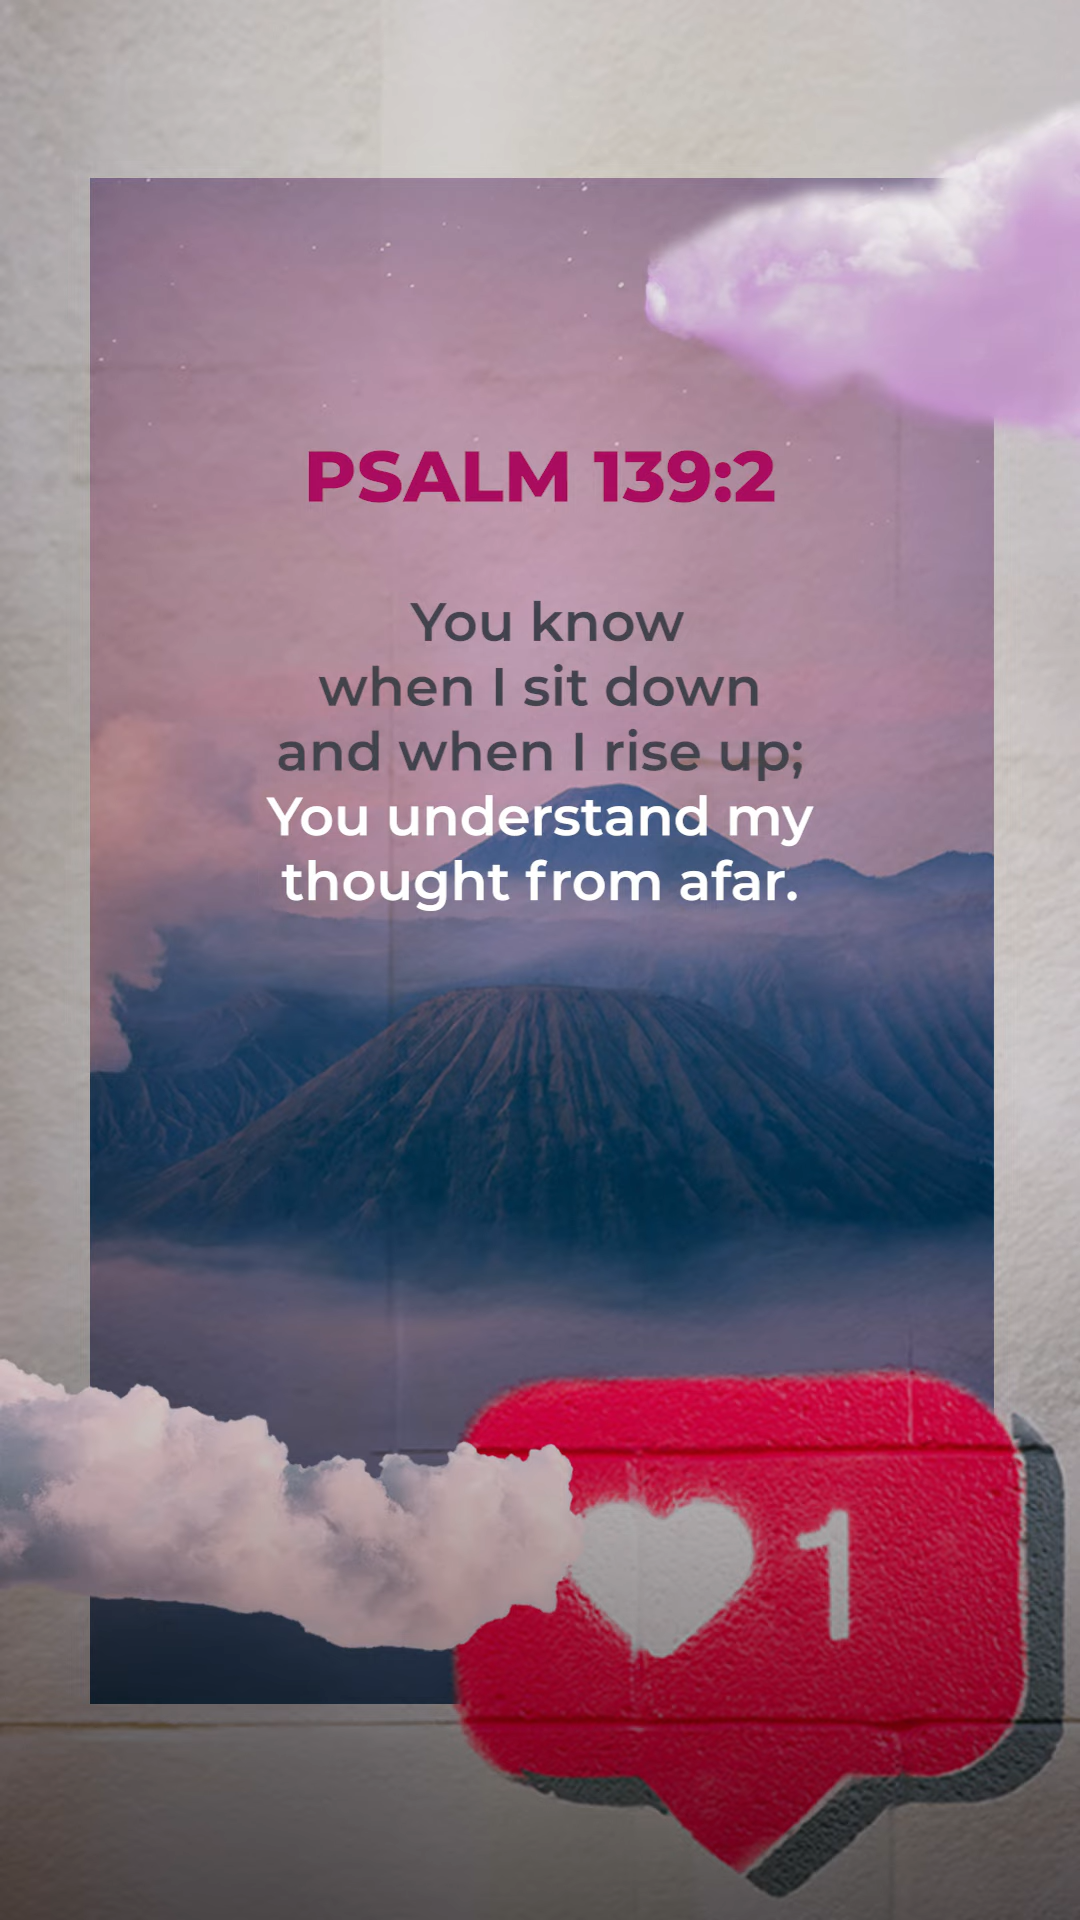 PSALM 139:2
You know
when I sit down
and when I rise up;
You understand my
thought from afar.
1